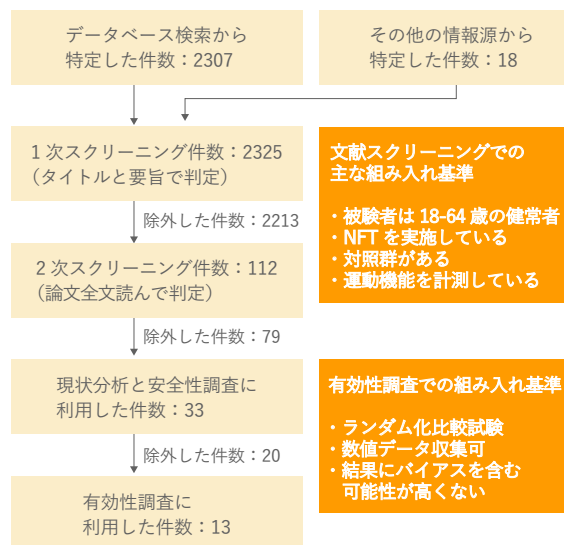 データベース検索から
特定した件数：2307
その他の情報源から
特定した件数：18
1次スクリーニング件数：2325
（タイトルと要旨で判定）
文献スクリーニングでの
主な組み入れ基準
・被験者は18-64歳の健常者
・NFTを実施している
・対照群がある
・運動機能を計測している
除外した件数：2213
2次スクリーニング件数：112
（論文全文読んで判定）
除外した件数：79
現状分析と安全性調査に
利用した件数：33
有効性調査での組み入れ基準
・ランダム化比較試験
・数値データ収集可
・結果にバイアスを含む
可能性が高くない
除外した件数：20
有効性調査に
利用した件数：13